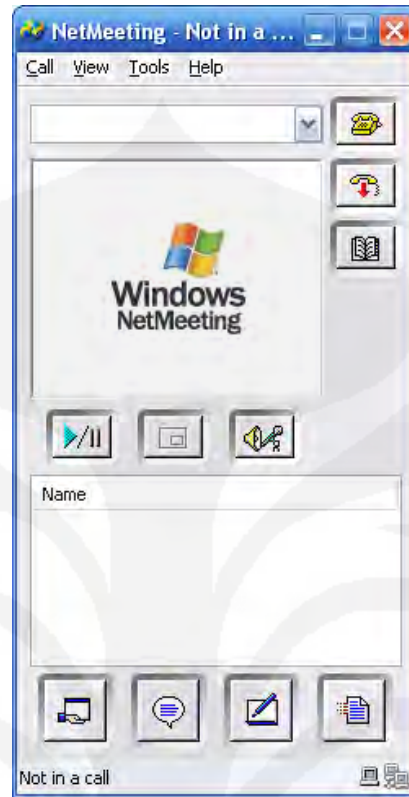 NetMeeting - Not in a ...
Call View Tools Help
Windows
NetMeeting
Name
Not in a call